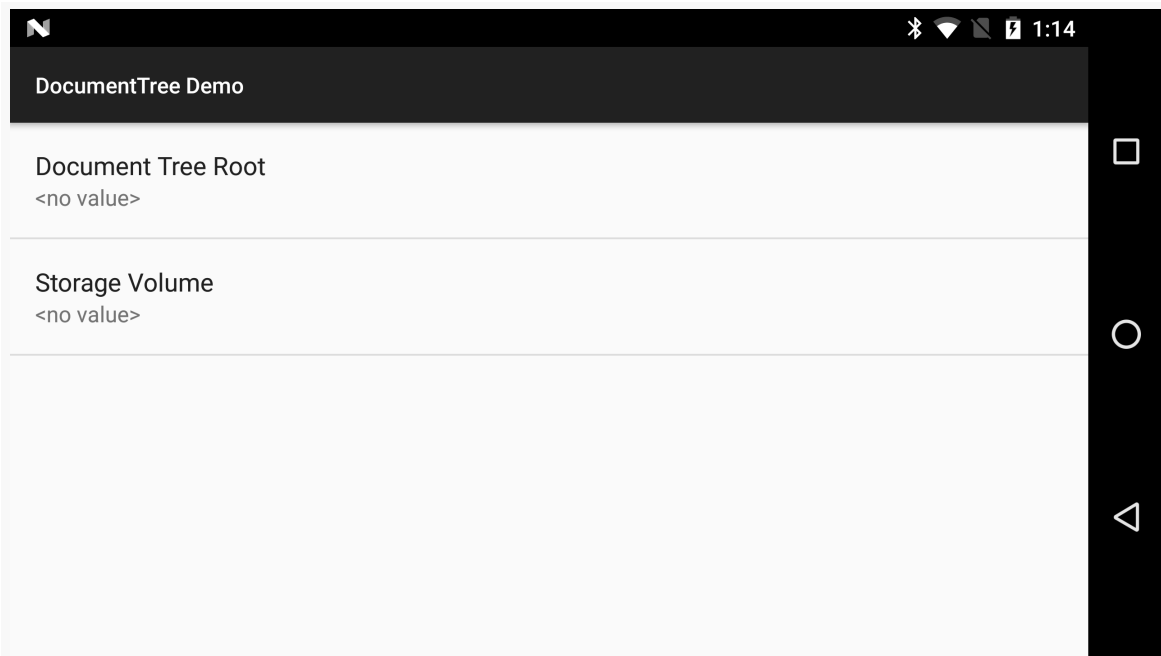 1:14
DocumentTree Demo
Document Tree Root
<no value>
Storage Volume
<no value>